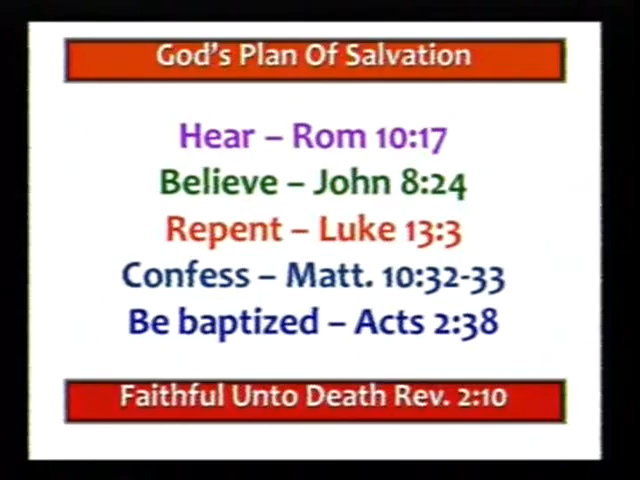 God's Plan Of Salvation
Hear – Rom 10:17
Believe – John 8:24
Repent – Luke 13:3
Confess – Matt. 10:32-33
Be baptized – Acts 2:38
Faithful Unto Death Rev. 2:10